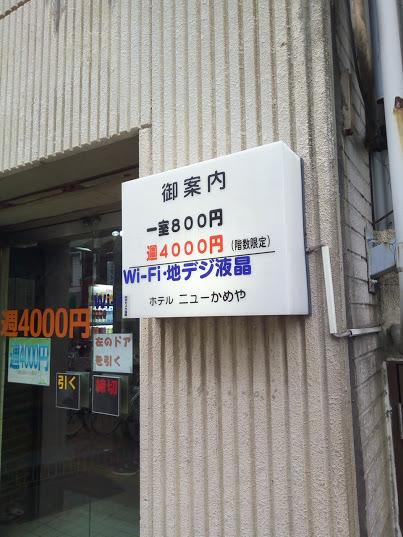 御案内
一室800円
週4000円(階数限定)
Wi-Fi・地デジ液晶
ホテル ニューかめや
週4000円
週4000円
左のドア
を引く
引く
締切